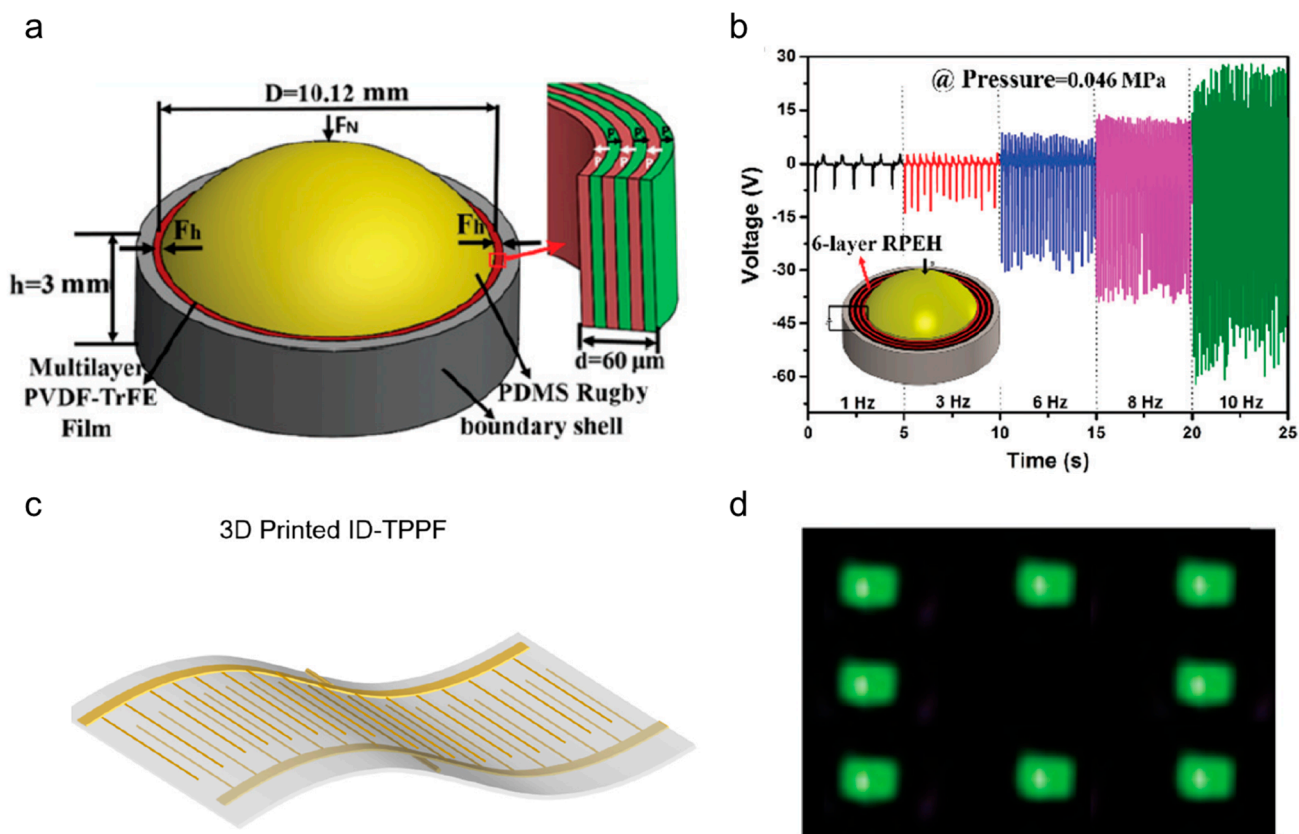 a
D=10.12 mm
FN
Fh
Fh
h=3 mm
Multilayer
PVDF-TrFE
Film
PDMS Rugby
boundary shell
P
P
P
P
P
P
d=60 µm
b
@ Pressure=0.046 MPa
Voltage (V)
30
15
0
-15
-30
-45
-60
6-layer RPEH
1 Hz
3 Hz
6 Hz
8 Hz
10 Hz
0
5
10
15
20
25
Time (s)
c
3D Printed ID-TPPF
d